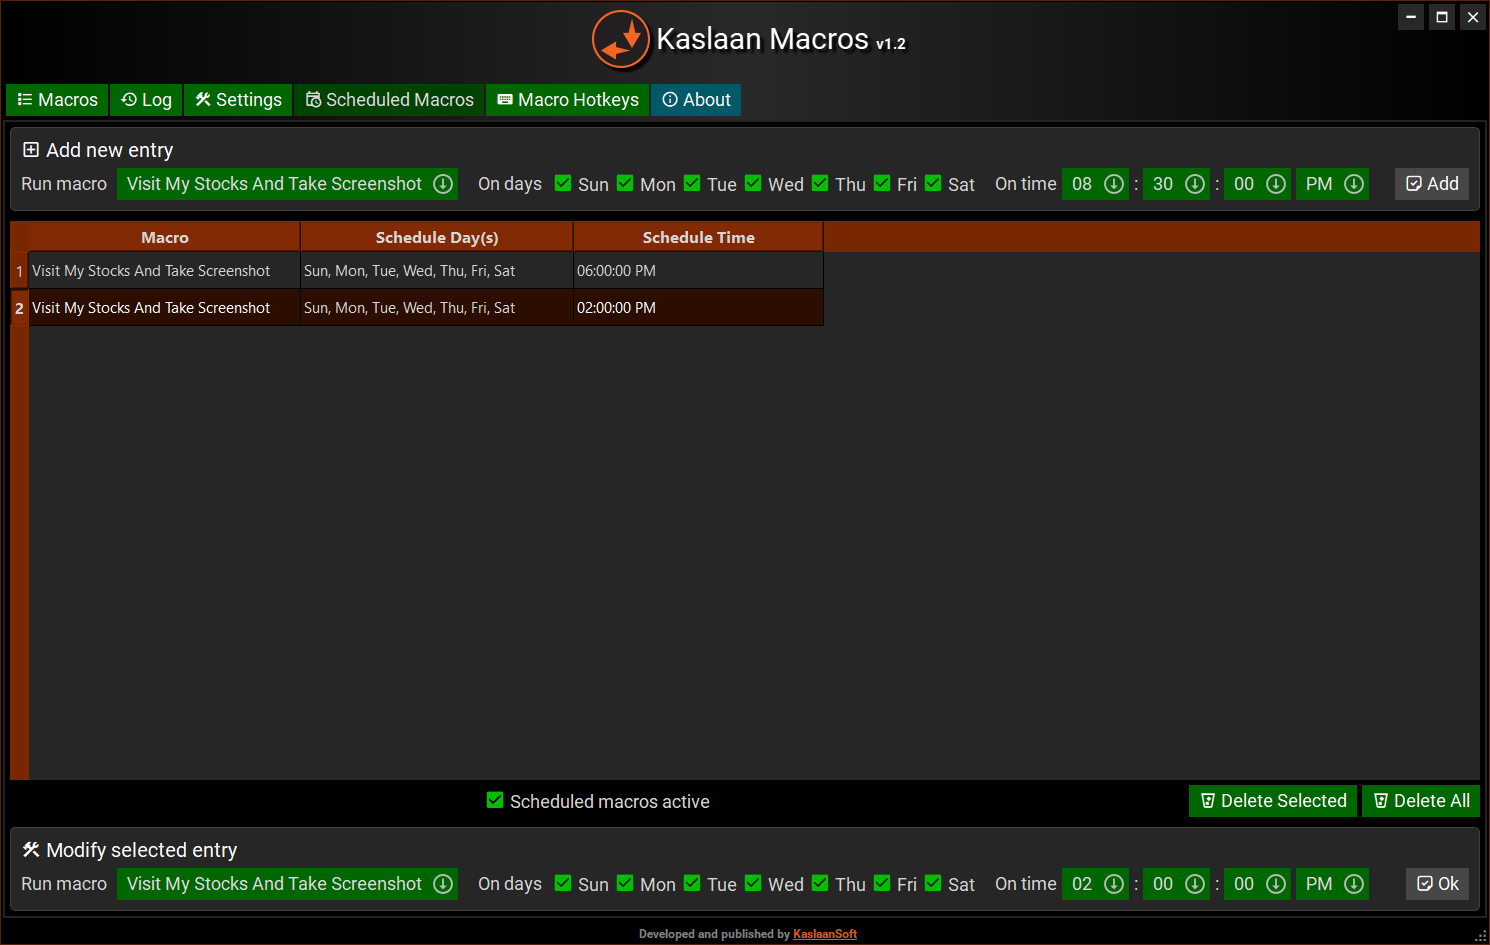 Kaslaan Macros v1.2
Macros Log Settings Scheduled Macros Macro Hotkeys About
Add new entry
Run macro Visit My Stocks And Take Screenshot On days Sun Mon Tue Wed Thu Fri Sat On time 08 : 30 : 00 PM Add
Macro Schedule Day(s) Schedule Time
1 Visit My Stocks And Take Screenshot Sun, Mon, Tue, Wed, Thu, Fri, Sat 06:00:00 PM
2 Visit My Stocks And Take Screenshot Sun, Mon, Tue, Wed, Thu, Fri, Sat 02:00:00 PM
Scheduled macros active Delete Selected Delete All
Modify selected entry
Run macro Visit My Stocks And Take Screenshot On days Sun Mon Tue Wed Thu Fri Sat On time 02 : 00 : 00 PM Ok
Developed and published by KaslaanSoft